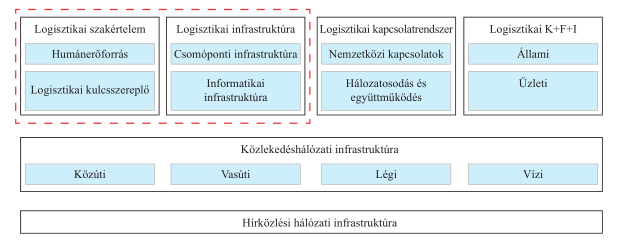 Logisztikai szakértelem
Humánerőforrás
Logisztikai kulcsszereplő
Logisztikai infrastruktúra
Csomóponti infrastruktúra
Informatikai
infrastruktúra
Logisztikai kapcsolatrendszer
Nemzetközi kapcsolatok
Hálozatosodás és
együttműködés
Logisztikai K+F+I
Állami
Üzleti
Közlekedéshálózati infrastruktúra
Közúti
Vasúti
Légi
Vízi
Hírközlési hálózati infrastruktúra